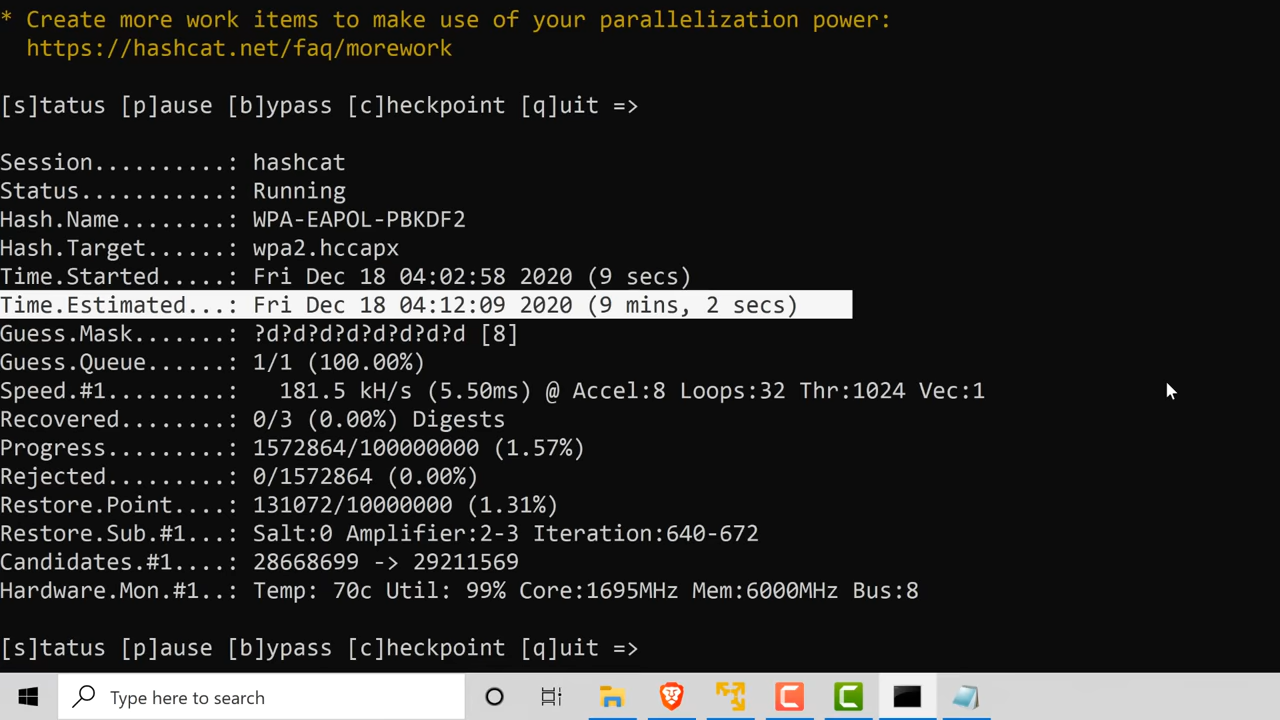 * Create more work items to make use of your parallelization power:
  https://hashcat.net/faq/morework
[s]tatus [p]ause [b]ypass [c]heckpoint [q]uit =>
Session..........: hashcat
Status...........: Running
Hash.Name........: WPA-EAPOL-PBKDF2
Hash.Target......: wpa2.hccapx
Time.Started.....: Fri Dec 18 04:02:58 2020 (9 secs)
Time.Estimated...: Fri Dec 18 04:12:09 2020 (9 mins, 2 secs)
Guess.Mask.......: ?d?d?d?d?d?d?d?d [8]
Guess.Queue......: 1/1 (100.00%)
Speed.#1.........:   181.5 kH/s (5.50ms) @ Accel:8 Loops:32 Thr:1024 Vec:1
Recovered........: 0/3 (0.00%) Digests
Progress.........: 1572864/100000000 (1.57%)
Rejected.........: 0/1572864 (0.00%)
Restore.Point....: 131072/10000000 (1.31%)
Restore.Sub.#1...: Salt:0 Amplifier:2-3 Iteration:640-672
Candidates.#1....: 28668699 -> 29211569
Hardware.Mon.#1..: Temp: 70c Util: 99% Core:1695MHz Mem:6000MHz Bus:8
[s]tatus [p]ause [b]ypass [c]heckpoint [q]uit =>
Type here to search